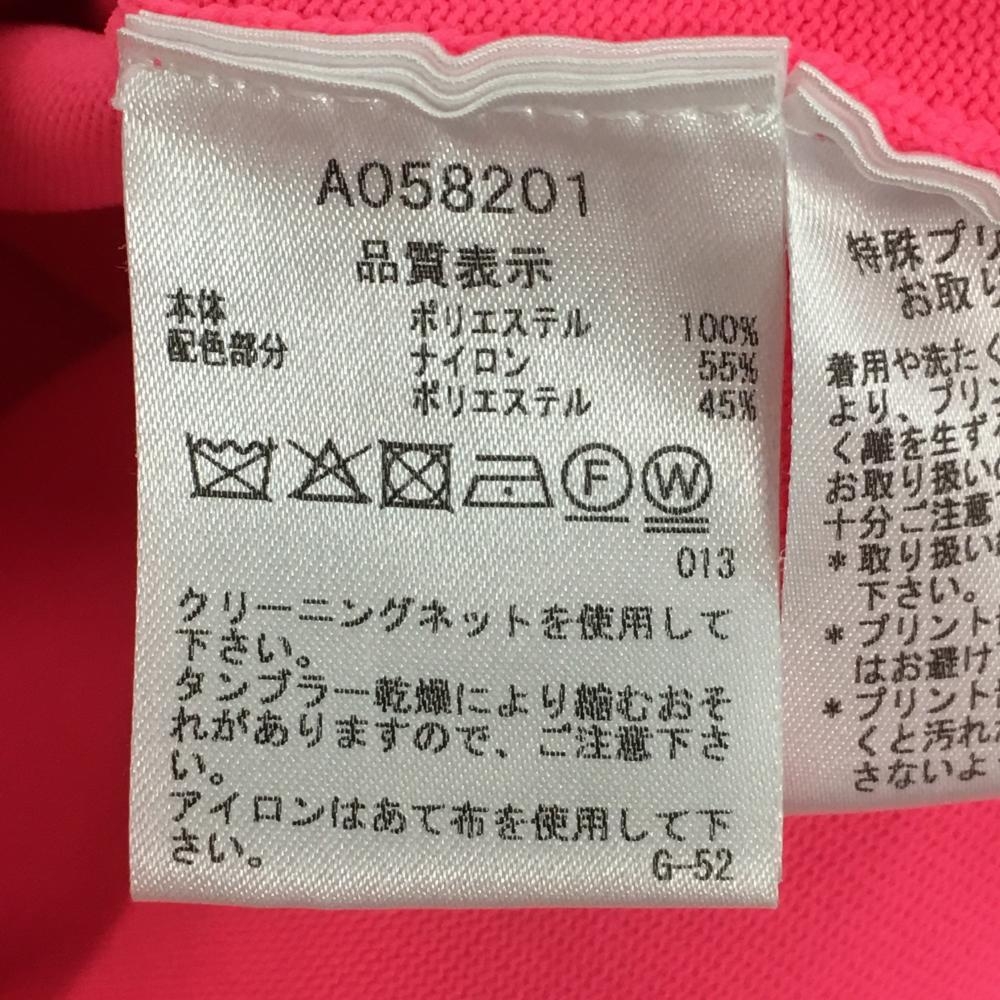 A058201
品質表示
本体 ポリエステル 100%
配色部分 ナイロン 55%
ポリエステル 45%
F W
013
クリーニングネットを使用して
下さい。
タンブラー乾燥により縮むおそ
れがありますので、ご注意下さ
い。
アイロンはあて布を使用して下
さい。
G-52
特殊プリ
お取り
着用や洗たく
より、プリン
く離を生ず
お取り扱い
十分ご注意
*取り扱い
下さい。
*プリント
はお避け
*プリント
くと汚れ
さないよ